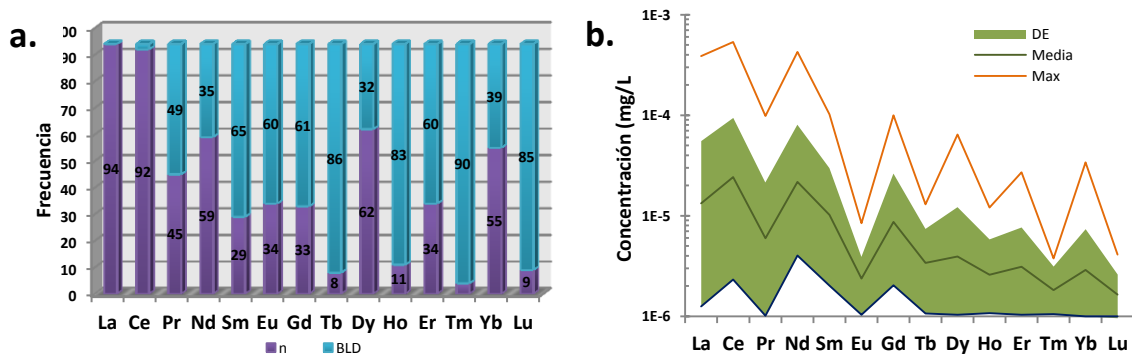 a.
Frecuencia
00
90
80
70
60
50
40
30
20
10
0
94
92
49
45
35
59
65
29
60
34
61
33
86
8
32
62
83
11
60
34
90
39
55
85
9
La Ce Pr Nd Sm Eu Gd Tb Dy Ho Er Tm Yb Lu
n BLD
b.
Concentración (mg/L)
1E-3
1E-4
1E-5
1E-6
DE
Media
Max
La Ce Pr Nd Sm Eu Gd Tb Dy Ho Er Tm Yb Lu